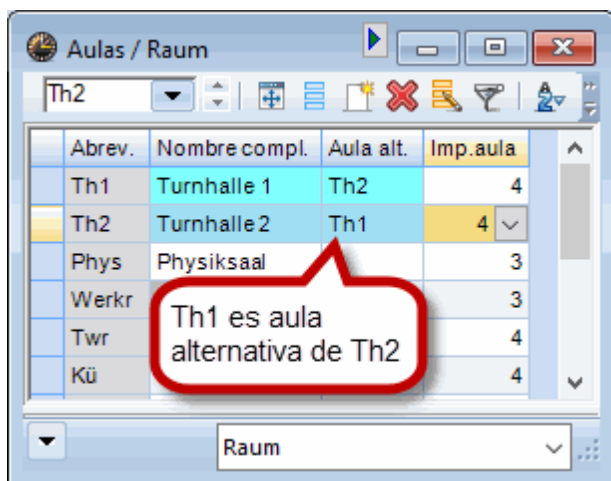 Aulas / Raum
Th2
Abrev. Nombre compl. Aula alt. Imp.aula
Th1 Turnhalle 1 Th2 4
Th2 Turnhalle 2 Th1 4
Phys Physiksaal 3
Werkr 3
Twr 4
Kü 4
Th1 es aula
alternativa de Th2
Raum